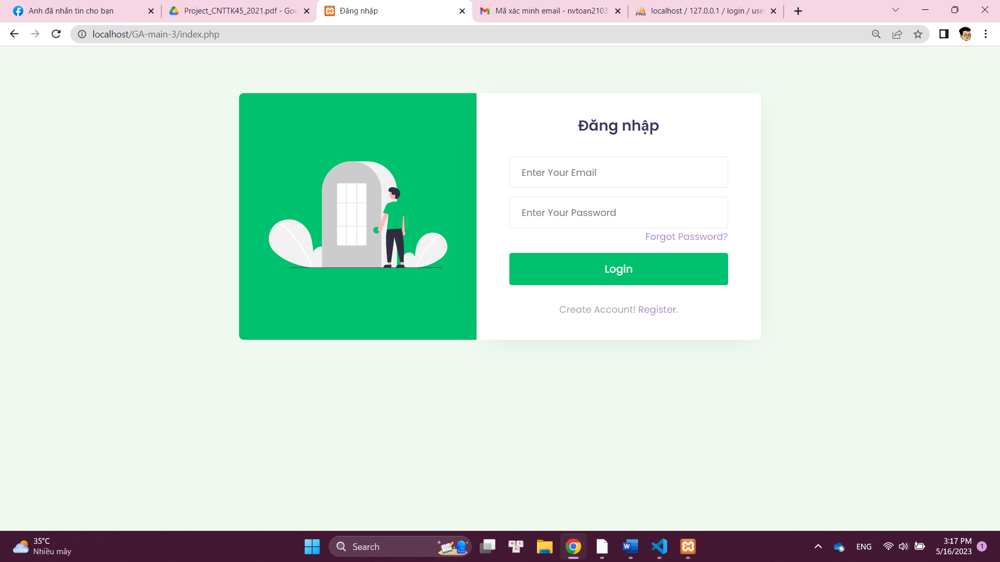 Anh đã nhắn tin cho bạn
Project_CNTTK45_2021.pdf - Goo
Đăng nhập
Mã xác minh email - nvtoan2103
localhost / 127.0.0.1 / login / user
localhost/GA-main-3/index.php
Đăng nhập
Enter Your Email
Enter Your Password
Forgot Password?
Login
Create Account! Register.
35°C
Nhiều mây
Search
ENG
3:17 PM
5/16/2023
1